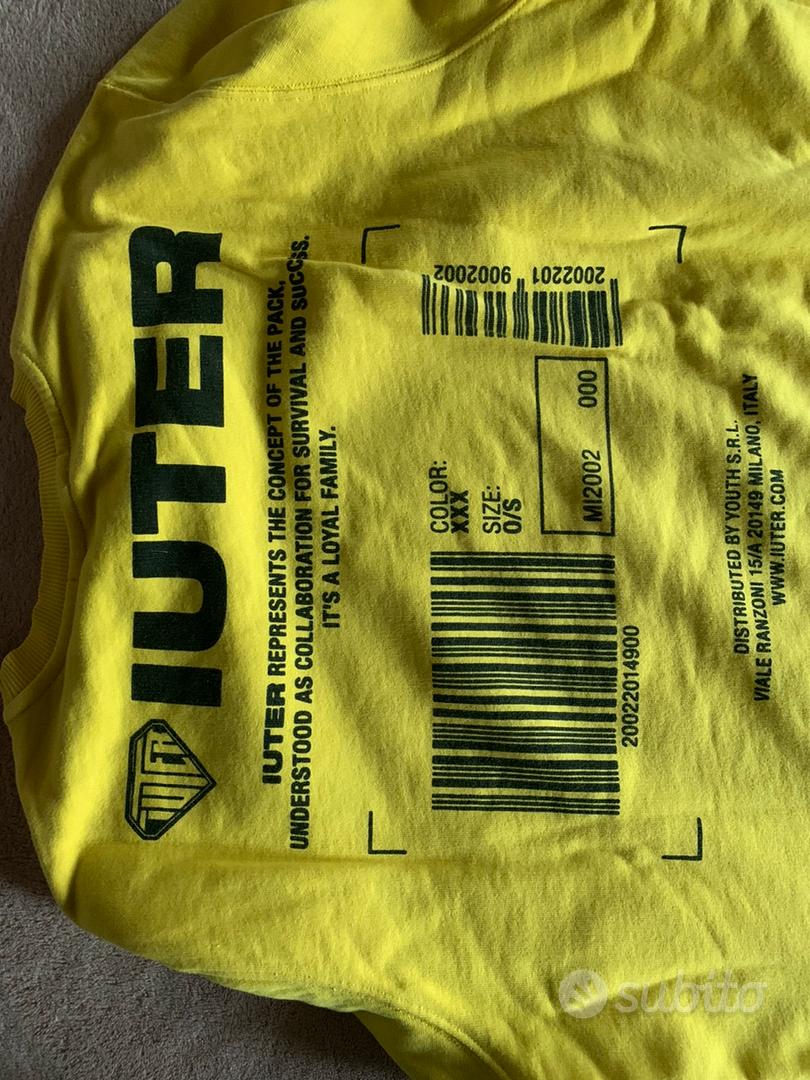 IUTER
IUTER
IUTER REPRESENTS THE CONCEPT OF THE PACK,
UNDERSTOOD AS COLLABORATION FOR SURVIVAL AND SUCCSS.
IT'S A LOYAL FAMILY.
COLOR:
XXX
SIZE:
O/S
MI2002 000
2002201 9002002
20022014900
DISTRIBUTED BY YOUTH S.R.L.
VIALE RANZONI 15/A 20149 MILANO, ITALY
WWW.IUTER.COM
subito